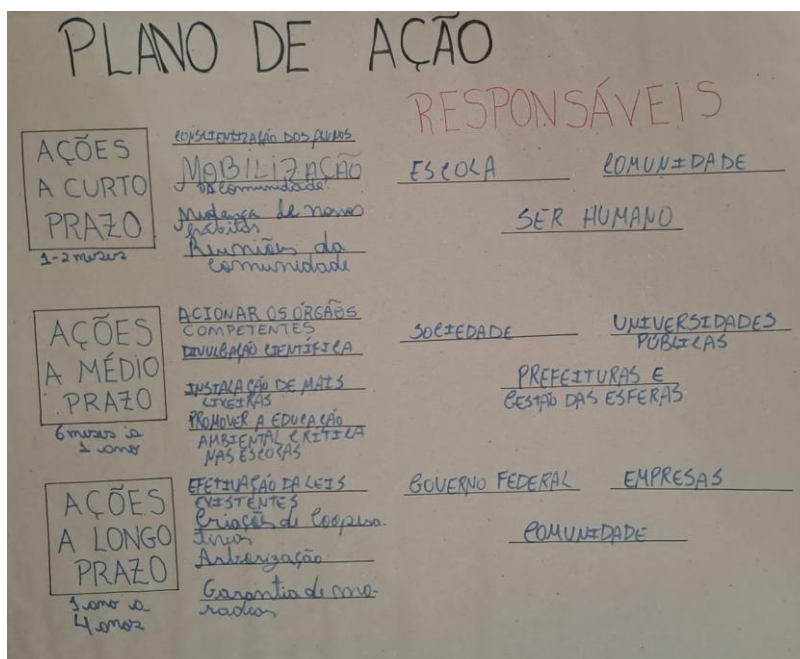 PLANO DE AÇÃO
RESPONSÁVEIS
AÇÕES
A CURTO
PRAZO
1-2 meses
CONSCIENTIZAÇÃO DOS ALUNOS
MOBILIZAÇÃO
da comunidade
Mudança de nossos
hábitos
Reuniões da
comunidade
ESCOLA
COMUNIDADE
SER HUMANO
AÇÕES
A MÉDIO
PRAZO
6 meses a
1 ano
ACIONAR OS ÓRGÃOS
COMPETENTES
DIVULGAÇÃO CIENTÍFICA
INSTALAÇÃO DE MAIS
LIXEIRAS
PROMOVER A EDUCAÇÃO
AMBIENTAL CRÍTICA
NAS ESCOLAS
SOCIEDADE
UNIVERSIDADES
PÚBLICAS
PREFEITURAS E
GESTÃO DAS ESFERAS
AÇÕES
A LONGO
PRAZO
1 ano a
4 anos
EFETIVAÇÃO DA LEIS
EXISTENTES
Criações de Coopera-
tivas
Arborização
Garantia de mo-
radias
GOVERNO FEDERAL
EMPRESAS
COMUNIDADE